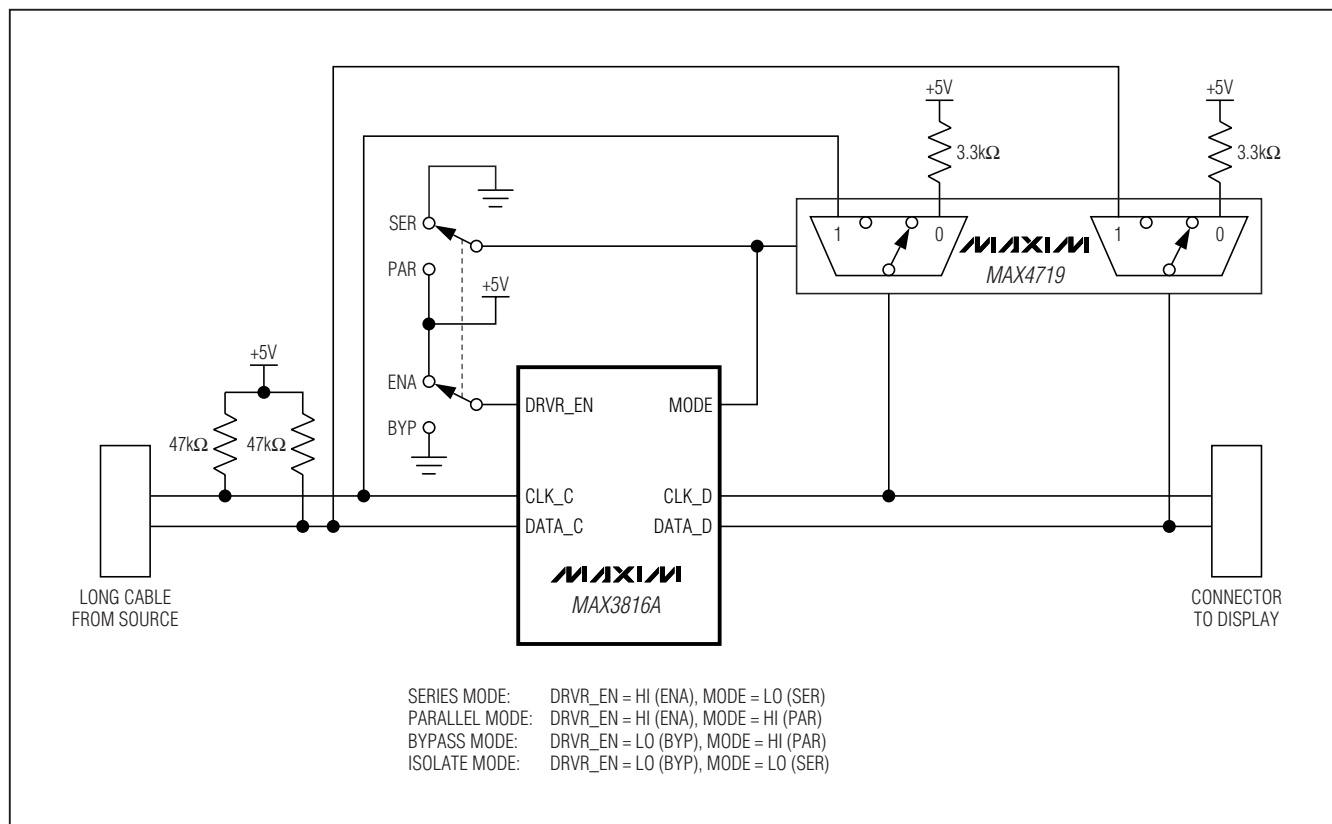 +5V
+5V
3.3kΩ
3.3kΩ
SER
1
0
MAXIM
MAX4719
1
0
PAR
+5V
+5V
ENA
DRVR_EN
MODE
BYP
47kΩ
47kΩ
CLK_C
CLK_D
DATA_C
DATA_D
MAXIM
MAX3816A
LONG CABLE
FROM SOURCE
CONNECTOR
TO DISPLAY
SERIES MODE: DRVR_EN = HI (ENA), MODE = LO (SER)
PARALLEL MODE: DRVR_EN = HI (ENA), MODE = HI (PAR)
BYPASS MODE: DRVR_EN = LO (BYP), MODE = HI (PAR)
ISOLATE MODE: DRVR_EN = LO (BYP), MODE = LO (SER)